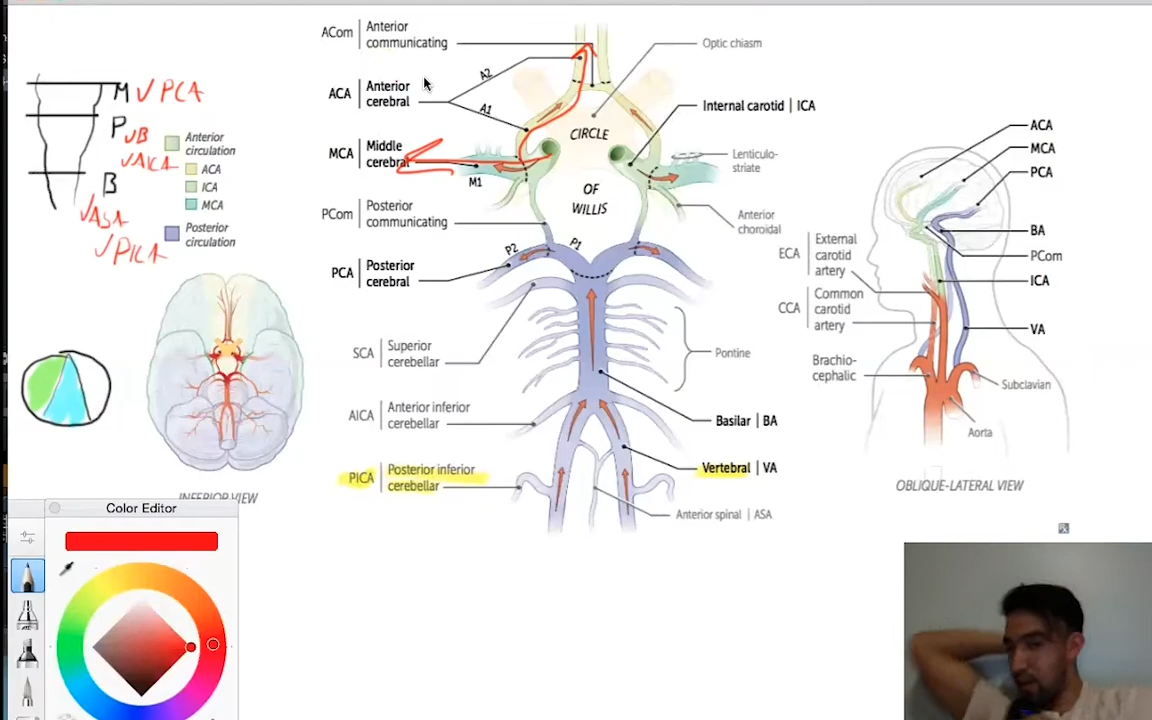 M ✓PCA
P ✓B
✓AICA
B
✓ASA
✓PICA
Anterior
circulation
ACA
ICA
MCA
Posterior
circulation
INFERIOR VIEW
Color Editor
ACom | Anterior
communicating
ACA | Anterior
cerebral
A2
A1
MCA | Middle
cerebral
M1
PCom | Posterior
communicating
P2
P1
PCA | Posterior
cerebral
SCA | Superior
cerebellar
AICA | Anterior inferior
cerebellar
PICA | Posterior inferior
cerebellar
CIRCLE
OF
WILLIS
Optic chiasm
Internal carotid | ICA
Lenticulo-
striate
Anterior
choroidal
Pontine
Basilar | BA
Vertebral | VA
Anterior spinal | ASA
ACA
MCA
PCA
BA
PCom
ICA
VA
ECA | External
carotid
artery
CCA | Common
carotid
artery
Brachio-
cephalic
Subclavian
Aorta
OBLIQUE-LATERAL VIEW